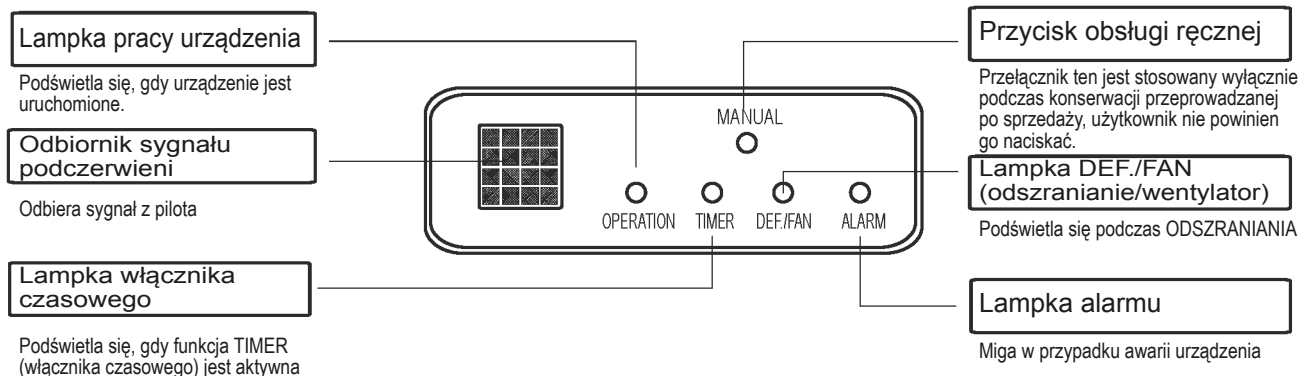 Lampka pracy urządzenia
Podświetla się, gdy urządzenie jest
uruchomione.
Odbiornik sygnału
podczerwieni
Odbiera sygnał z pilota
Lampka włącznika
czasowego
Podświetla się, gdy funkcja TIMER
(włącznika czasowego) jest aktywna
MANUAL
OPERATION TIMER DEF./FAN ALARM
Przycisk obsługi ręcznej
Przełącznik ten jest stosowany wyłącznie
podczas konserwacji przeprowadzanej
po sprzedaży, użytkownik nie powinien
go naciskać.
Lampka DEF./FAN
(odszranianie/wentylator)
Podświetla się podczas ODSZRANIANIA
Lampka alarmu
Miga w przypadku awarii urządzenia